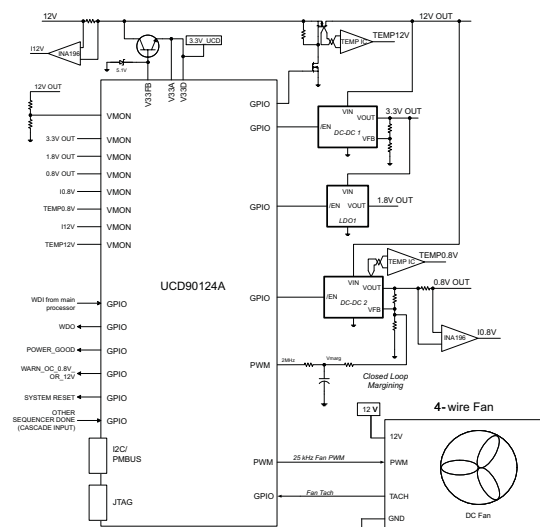 12V
12V OUT
I12V
INA196
3.3V_UCD
TEMP IC
TEMP12V
5.1V
V33FB
V33A
V33D
12V OUT
VMON
3.3V OUT
VMON
1.8V OUT
VMON
0.8V OUT
VMON
I0.8V
VMON
TEMP0.8V
VMON
I12V
VMON
TEMP12V
VMON
GPIO
GPIO
VIN
VOUT
3.3V OUT
/EN
DC-DC 1
VFB
GPIO
VIN
/EN
VOUT
1.8V OUT
LDO1
UCD90124A
TEMP IC
TEMP0.8V
GPIO
VIN
VOUT
0.8V OUT
/EN
DC-DC 2
VFB
INA196
I0.8V
WDI from main
processor
GPIO
WDO
GPIO
POWER_GOOD
GPIO
WARN_OC_0.8V_
OR_12V
GPIO
SYSTEM RESET
GPIO
OTHER
SEQUENCER DONE
(CASCADE INPUT)
GPIO
PWM
2MHz
Vmarg
Closed Loop
Margining
I2C/
PMBUS
JTAG
12 V
4-wire Fan
12V
PWM
25 kHz Fan PWM
PWM
GPIO
Fan Tach
TACH
GND
DC Fan